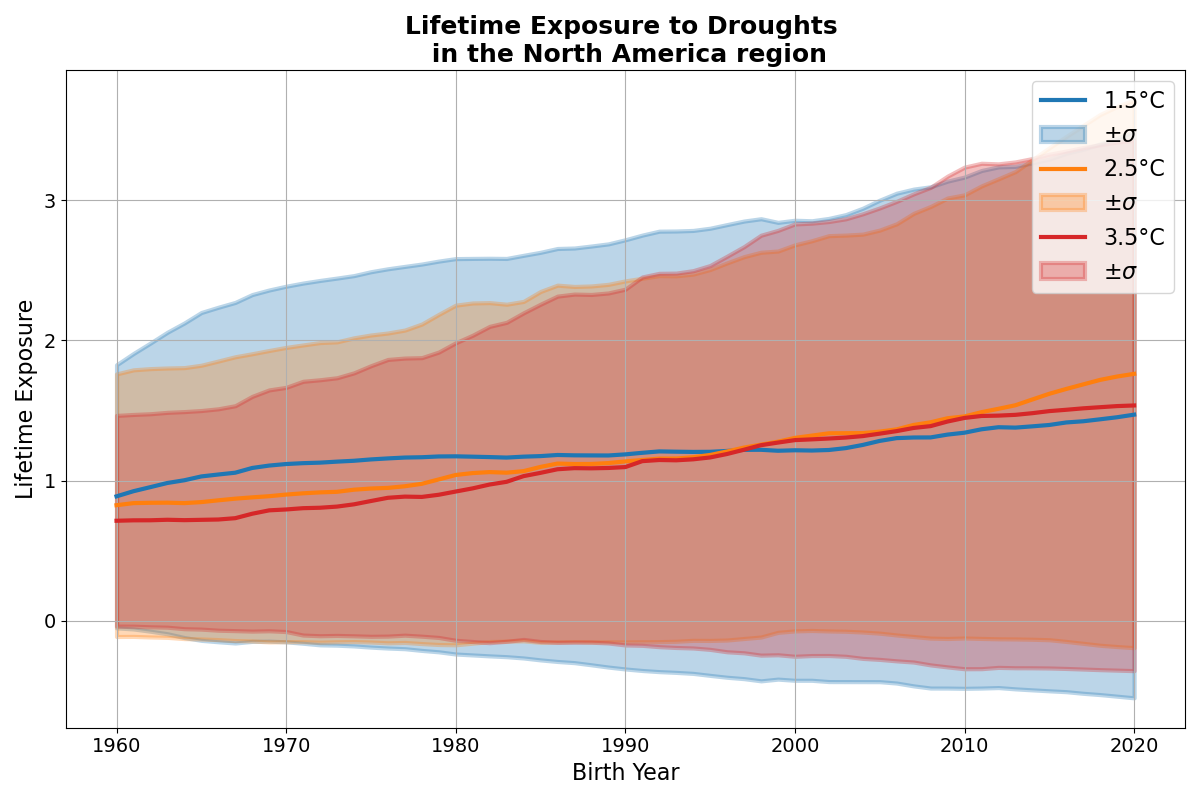 Lifetime Exposure to Droughts
in the North America region
1.5°C
±σ
2.5°C
±σ
3.5°C
±σ
Lifetime Exposure
3
2
1
0
1960 1970 1980 1990 2000 2010 2020
Birth Year